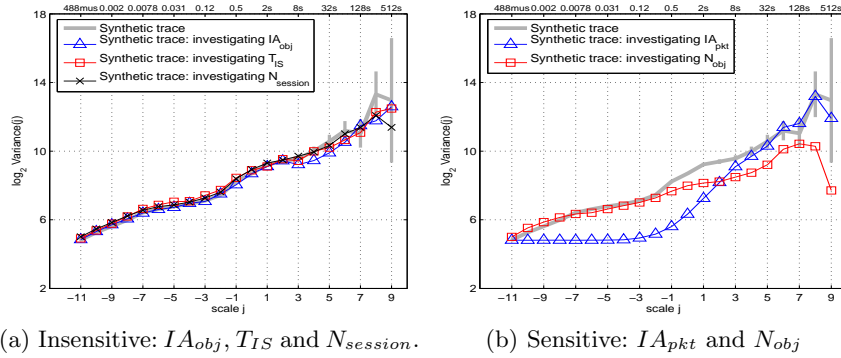 488mus 0.002 0.0078 0.031 0.12 0.5 2s 8s 32s 128s 512s
18
14
10
6
2
log₂ Variance(j)
Synthetic trace
Synthetic trace: investigating IA_obj
Synthetic trace: investigating T_IS
Synthetic trace: investigating N_session
−11 −9 −7 −5 −3 −1 1 3 5 7 9
scale j
(a) Insensitive: IA_obj, T_IS and N_session.
488mus 0.002 0.0078 0.031 0.12 0.5 2s 8s 32s 128s 512s
18
14
10
6
2
log₂ Variance(j)
Synthetic trace
Synthetic trace: investigating IA_pkt
Synthetic trace: investigating N_obj
−11 −9 −7 −5 −3 −1 1 3 5 7 9
scale j
(b) Sensitive: IA_pkt and N_obj